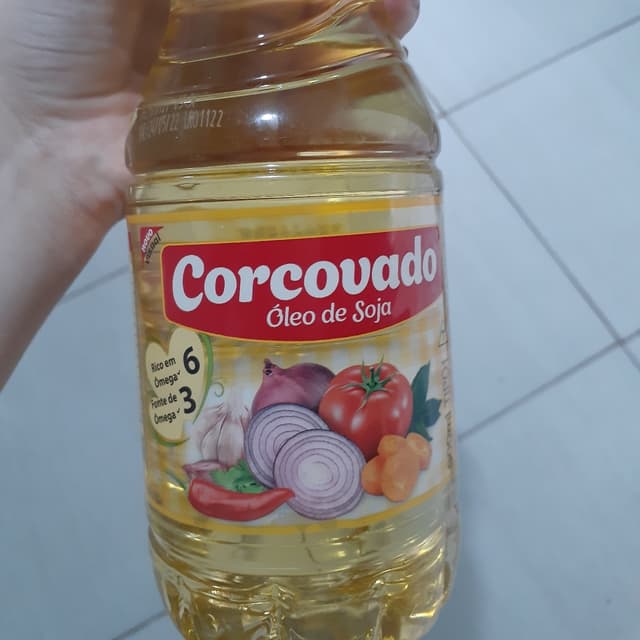 Corcovado
Óleo de Soja
Rico em
Ômega 6
Fonte de
Ômega 3